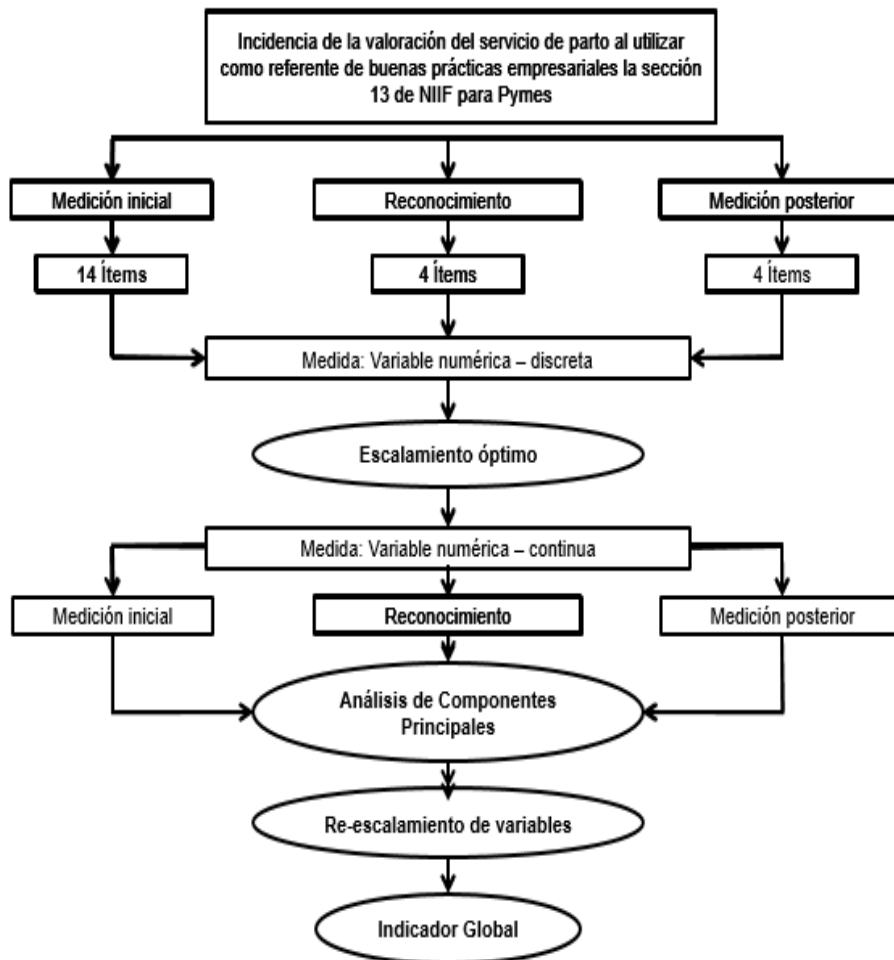 Incidencia de la valoración del servicio de parto al utilizar
como referente de buenas prácticas empresariales la sección
13 de NIIF para Pymes
Medición inicial
Reconocimiento
Medición posterior
14 Ítems
4 Ítems
4 Ítems
Medida: Variable numérica – discreta
Escalamiento óptimo
Medida: Variable numérica – continua
Medición inicial
Reconocimiento
Medición posterior
Análisis de Componentes
Principales
Re-escalamiento de variables
Indicador Global